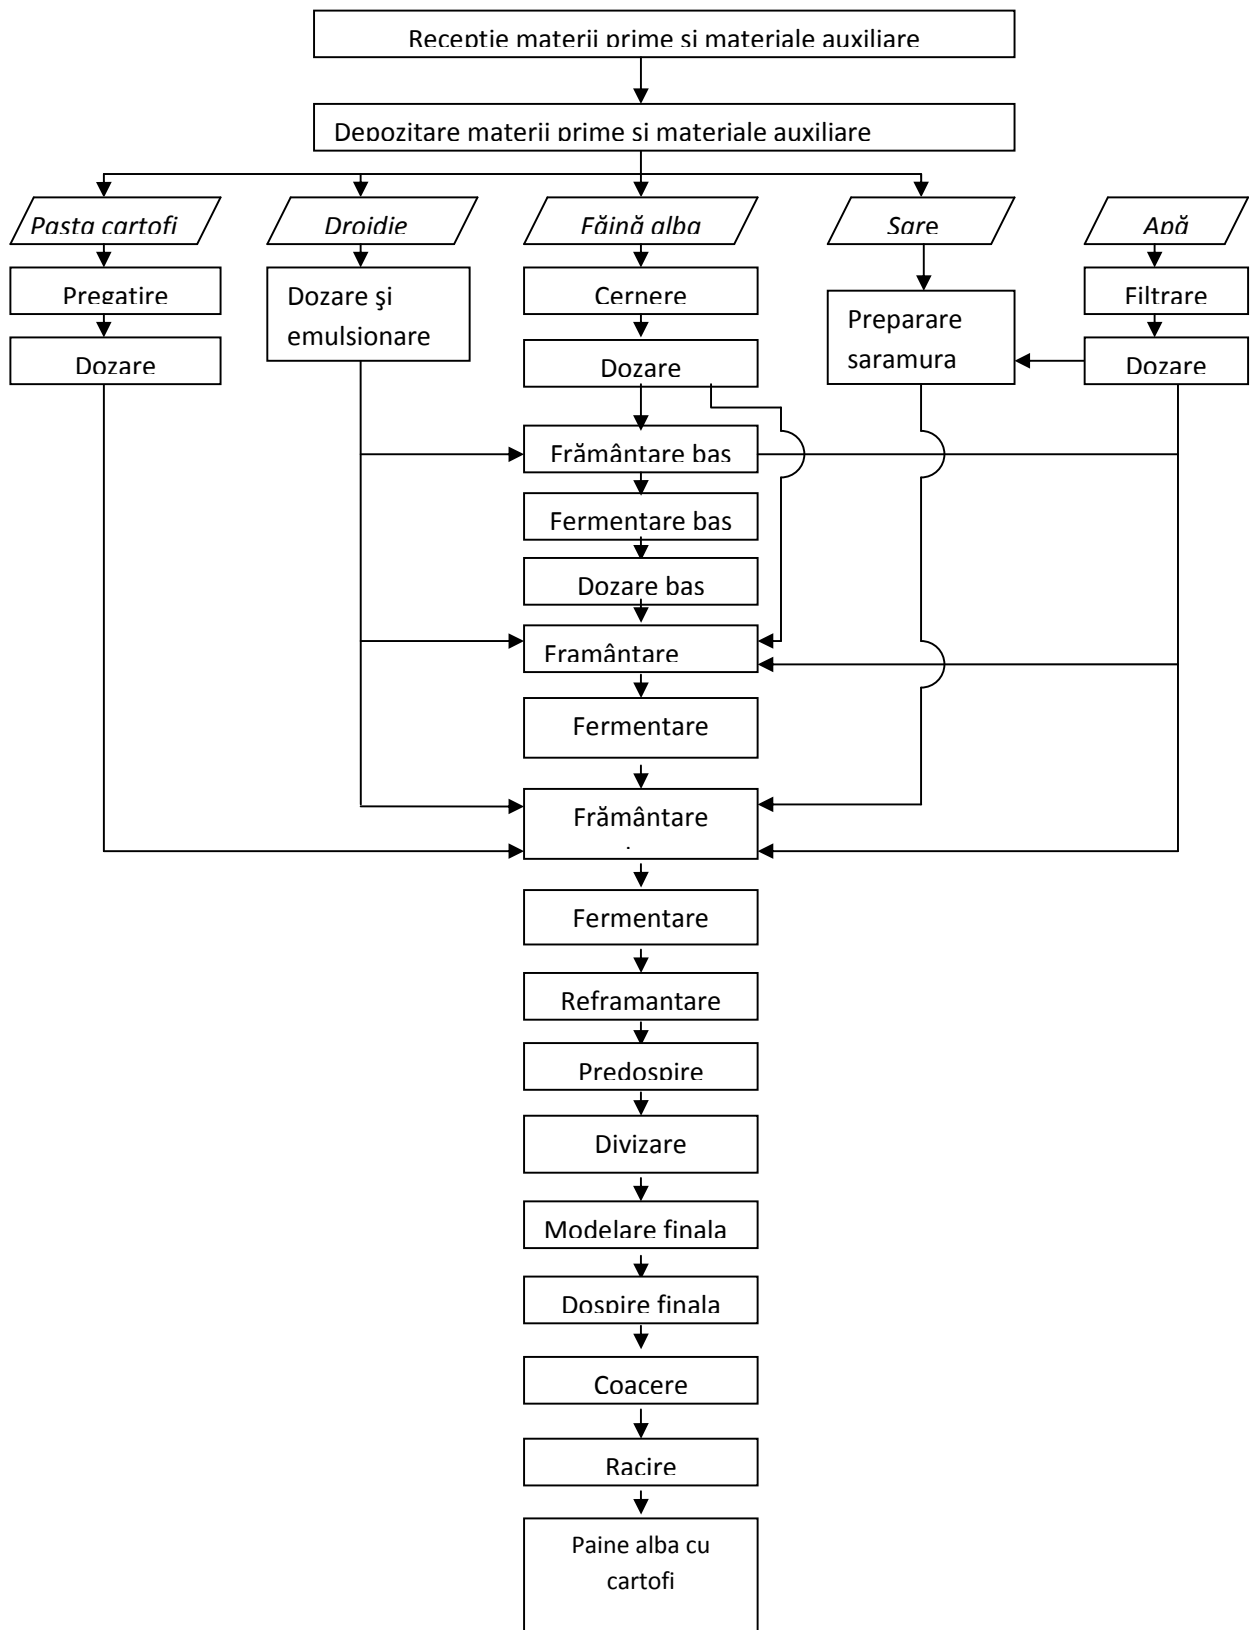 Receptie materii prime si materiale auxiliare
Depozitare materii prime si materiale auxiliare
Pasta cartofi
Drojdie
Făină alba
Sare
Apă
Pregatire
Dozare şi
emulsionare
Cernere
Preparare
saramura
Filtrare
Dozare
Dozare
Dozare
Frământare bas
Fermentare bas
Dozare bas
Framântare
Fermentare
Frământare
Fermentare
Reframantare
Predospire
Divizare
Modelare finala
Dospire finala
Coacere
Racire
Paine alba cu
cartofi